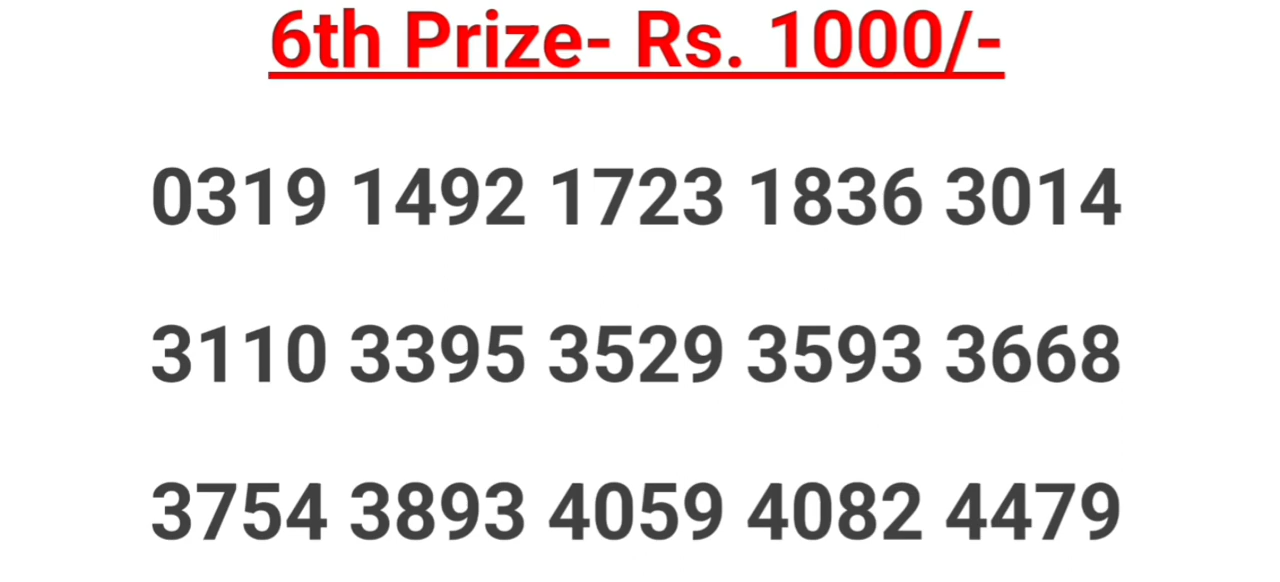 6th Prize- Rs. 1000/-
0319 1492 1723 1836 3014
3110 3395 3529 3593 3668
3754 3893 4059 4082 4479